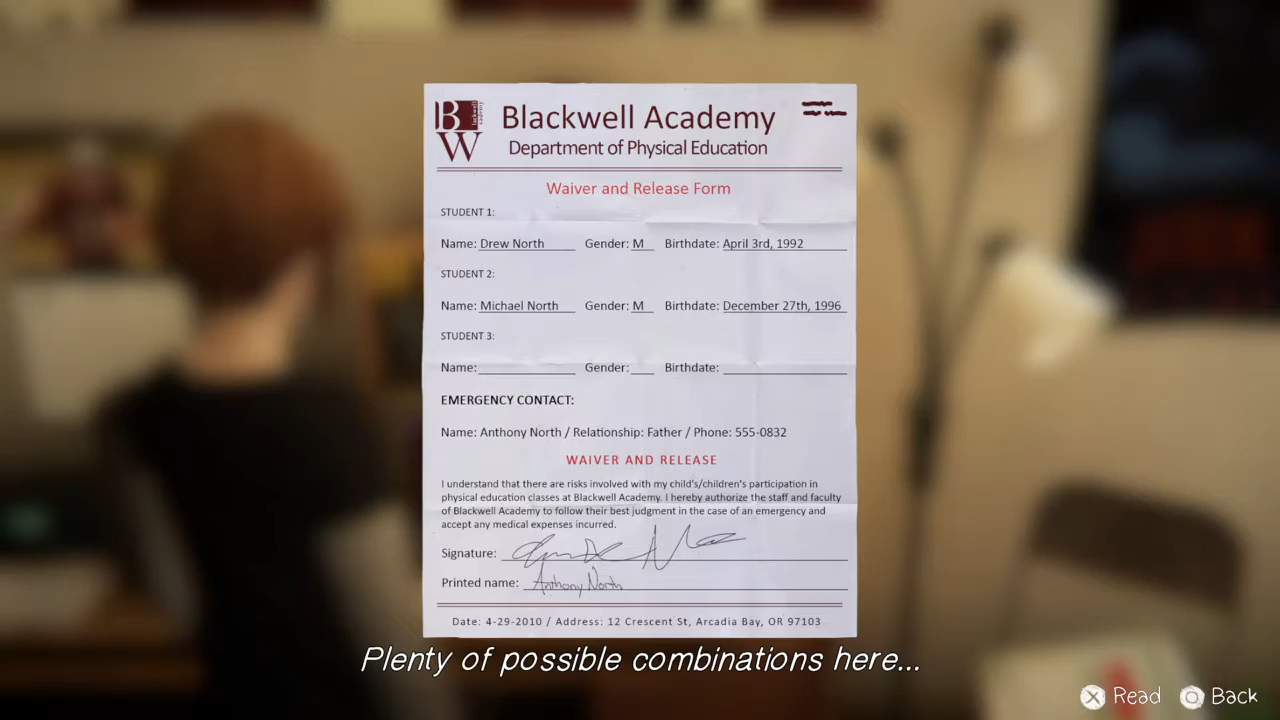 B Blackwell Academy
W
Blackwell Academy
Department of Physical Education
Waiver and Release Form
STUDENT 1:
Name: Drew North Gender: M Birthdate: April 3rd, 1992
STUDENT 2:
Name: Michael North Gender: M Birthdate: December 27th, 1996
STUDENT 3:
Name: Gender: Birthdate:
EMERGENCY CONTACT:
Name: Anthony North / Relationship: Father / Phone: 555-0832
WAIVER AND RELEASE
I understand that there are risks involved with my child's/children's participation in
physical education classes at Blackwell Academy. I hereby authorize the staff and faculty
of Blackwell Academy to follow their best judgment in the case of an emergency and
accept any medical expenses incurred.
Signature:
Printed name: Anthony North
Date: 4-29-2010 / Address: 12 Crescent St, Arcadia Bay, OR 97103
Plenty of possible combinations here...
Read Back